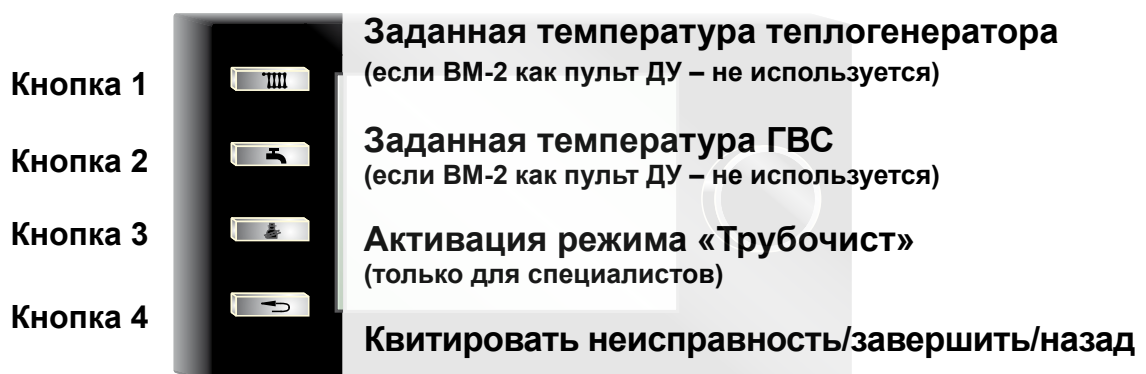 Заданная температура теплогенератора
Кнопка 1
(если BM-2 как пульт ДУ – не используется)
Заданная температура ГВС
Кнопка 2
(если BM-2 как пульт ДУ – не используется)
Кнопка 3
Активация режима «Трубочист»
(только для специалистов)
Кнопка 4
Квитировать неисправность/завершить/назад